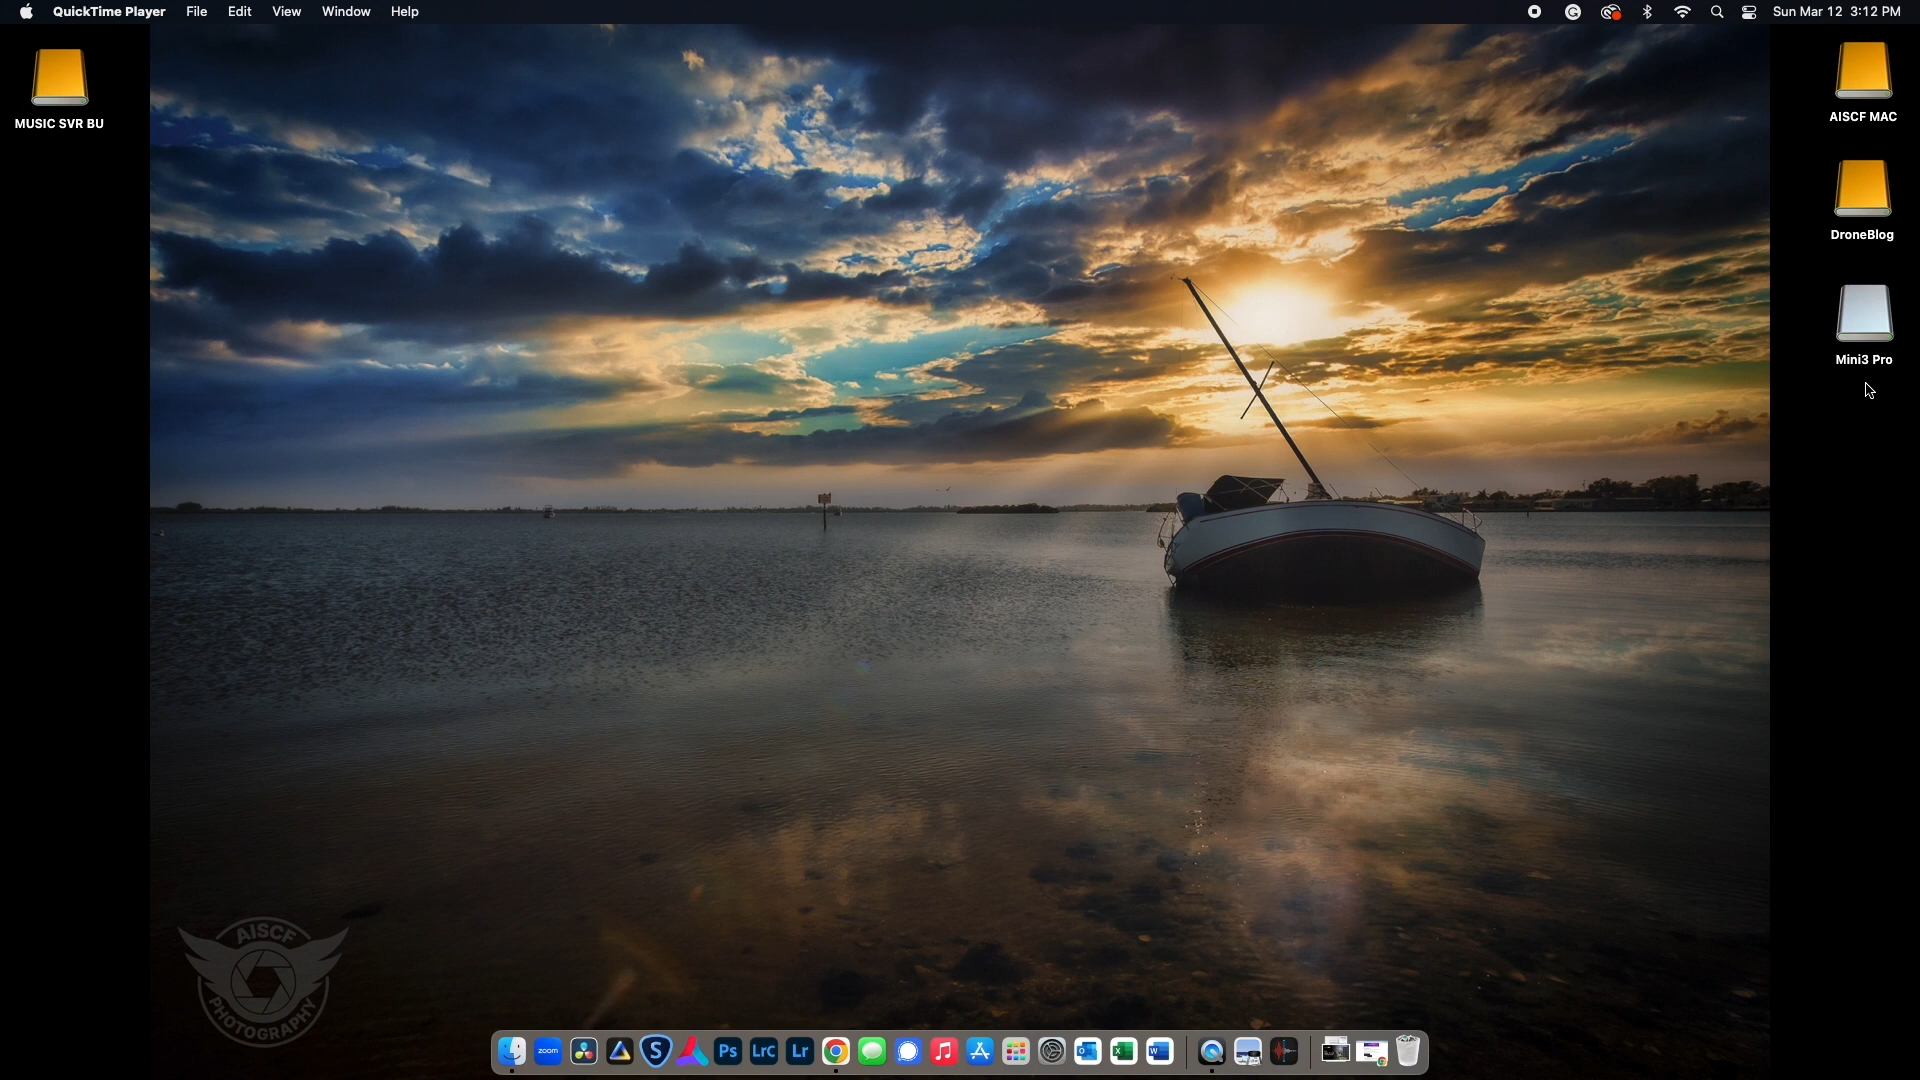 QuickTime Player File Edit View Window Help Sun Mar 12 3:12 PM
MUSIC SVR BU
AISCF MAC
DroneBlog
Mini3 Pro
AISCF
PHOTOGRAPHY
zoom S Ps LrC Lr